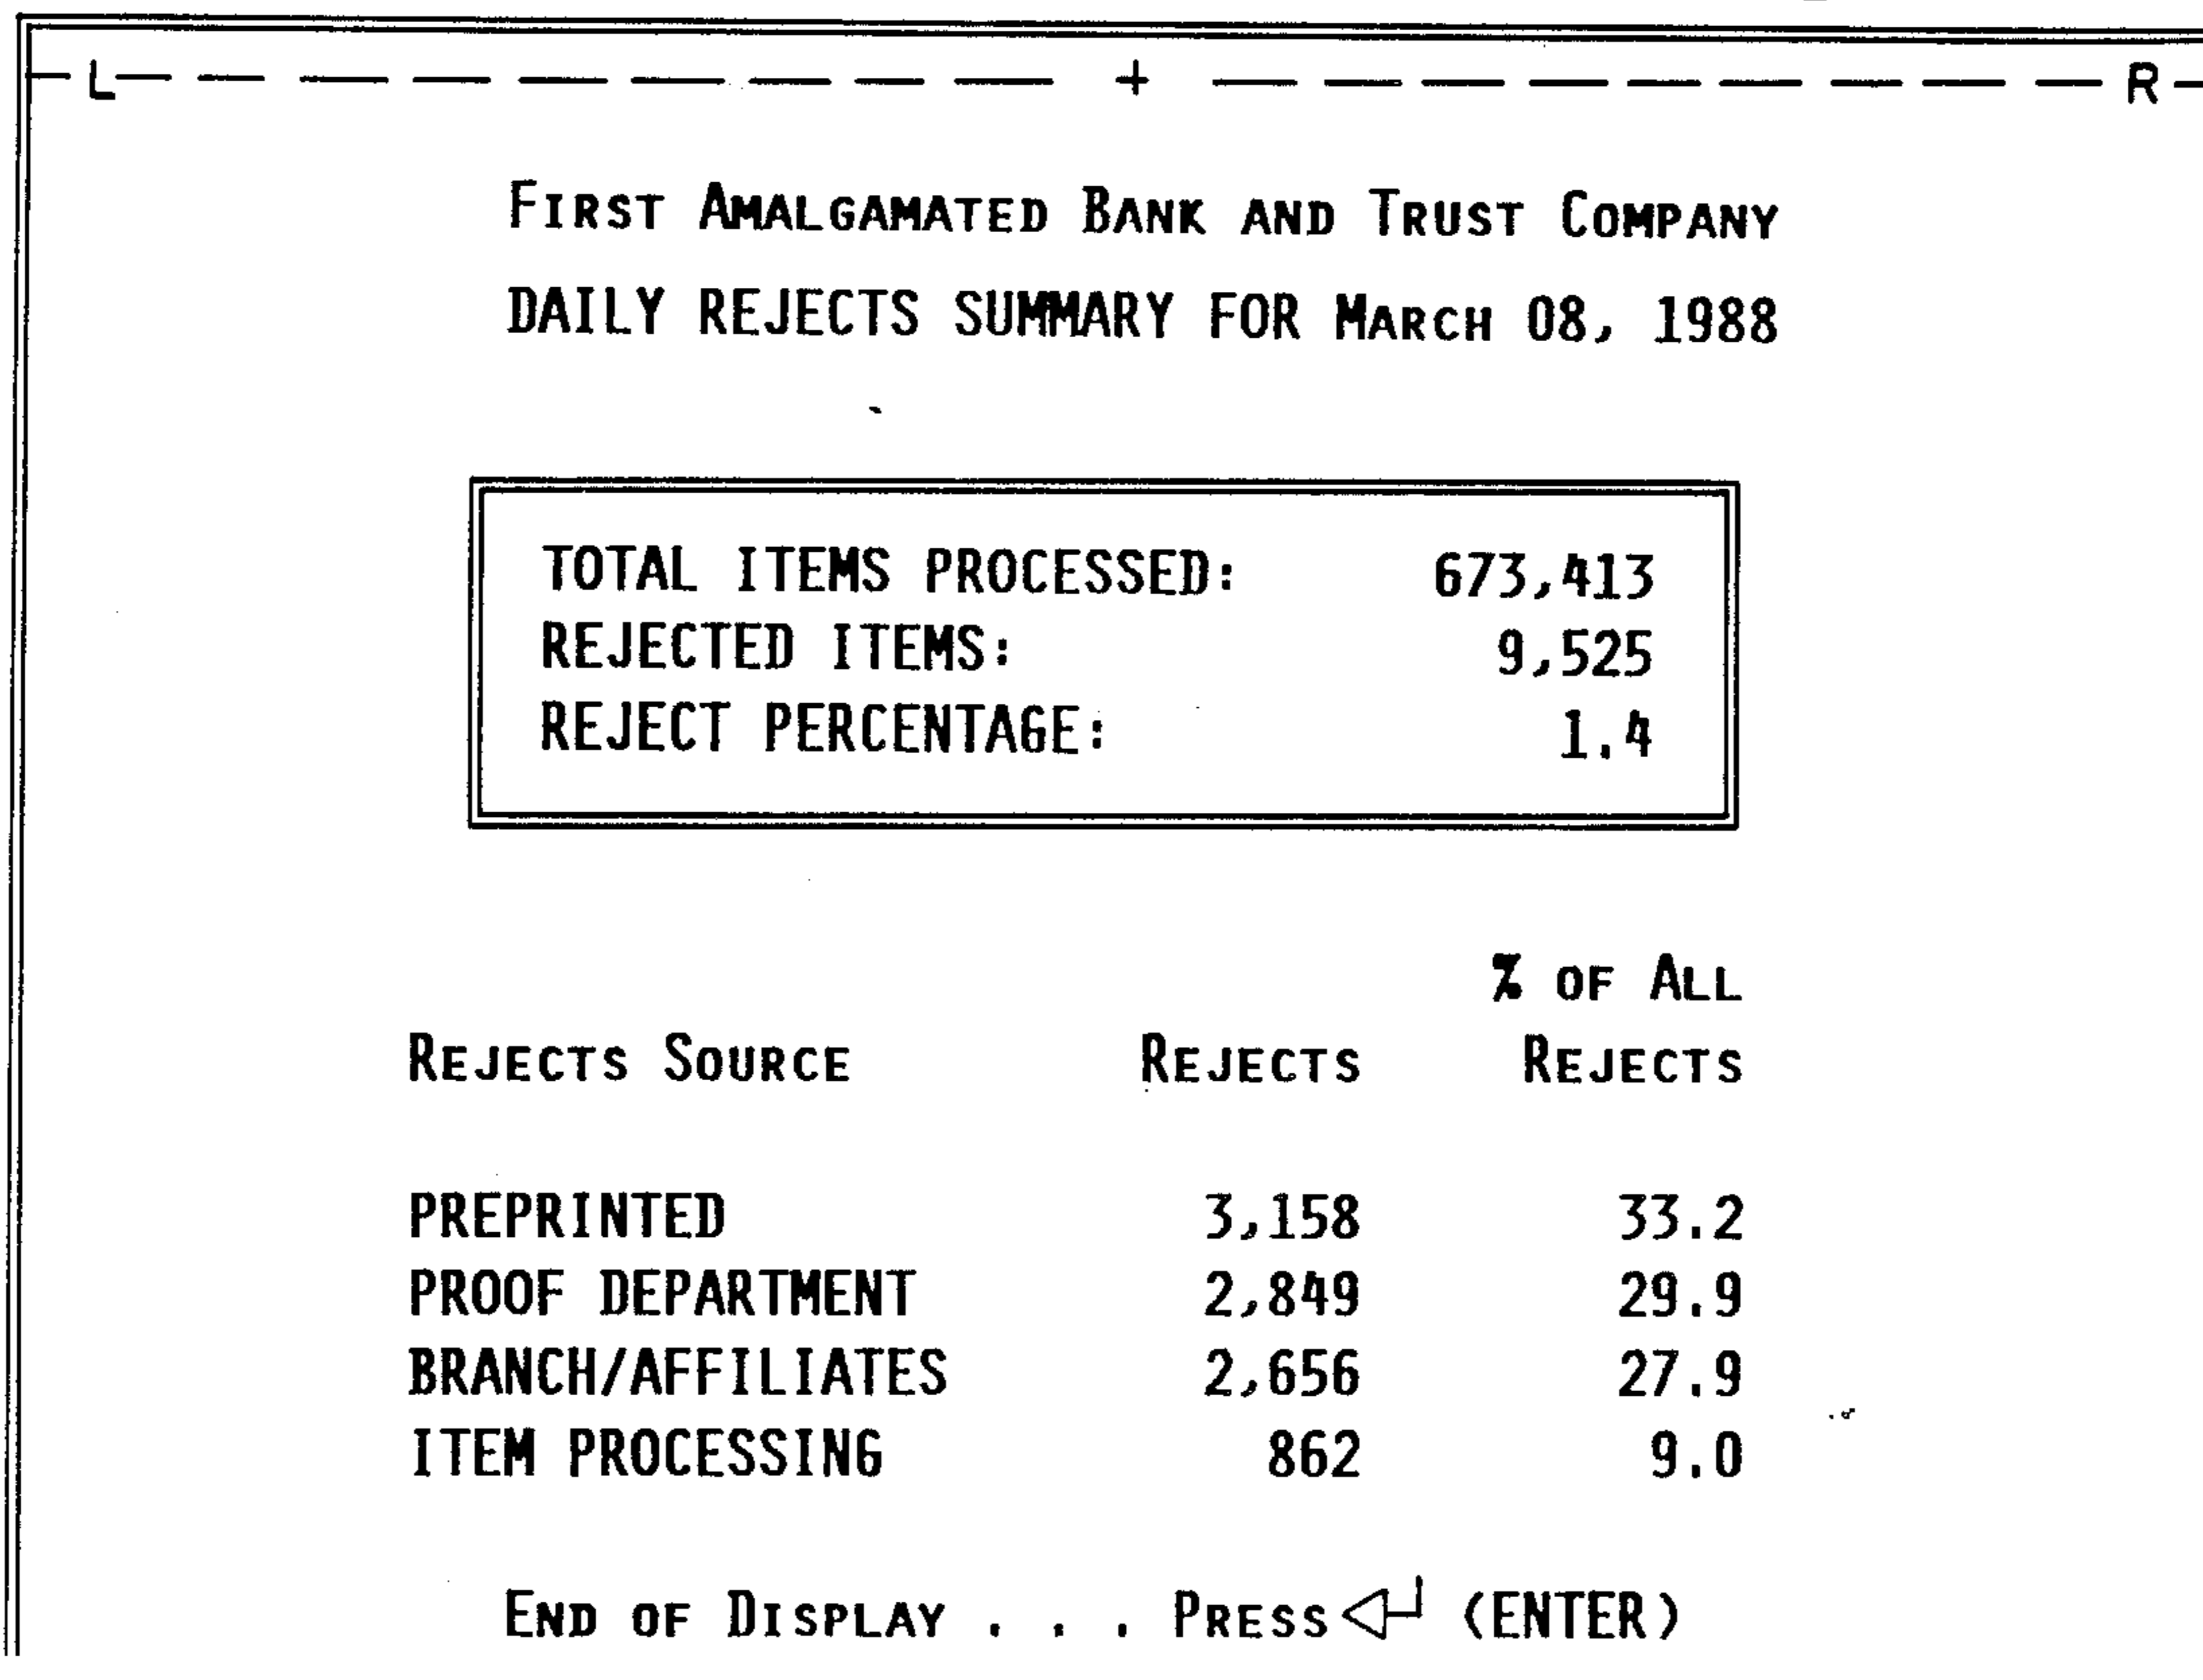 L + R
First Amalgamated Bank and Trust Company
DAILY REJECTS SUMMARY FOR March 08, 1988
TOTAL ITEMS PROCESSED: 673,413
REJECTED ITEMS: 9,525
REJECT PERCENTAGE: 1.4
% of All
Rejects Source Rejects Rejects
PREPRINTED 3,158 33.2
PROOF DEPARTMENT 2,849 29.9
BRANCH/AFFILIATES 2,656 27.9
ITEM PROCESSING 862 9.0
End of Display . . . Press (ENTER)